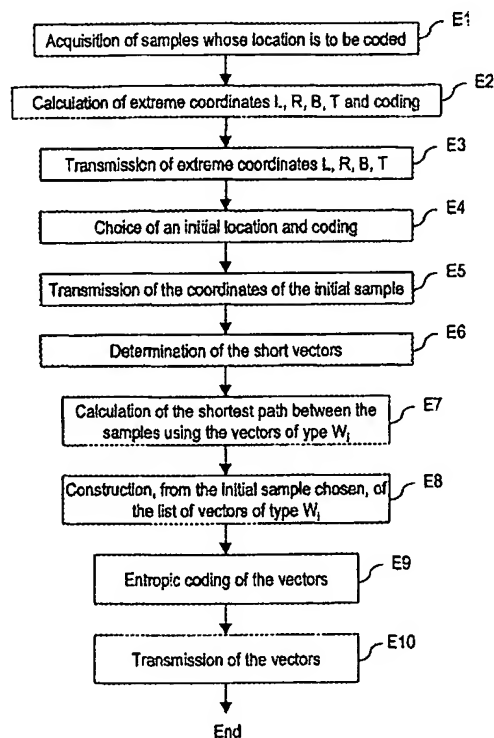 E1
Acquisition of samples whose location is to be coded
E2
Calculation of extreme coordinates L, R, B, T and coding
E3
Transmission of extreme coordinates L, R, B, T
E4
Choice of an initial location and coding
E5
Transmission of the coordinates of the initial sample
E6
Determination of the short vectors
E7
Calculation of the shortest path between the
samples using the vectors of type Wi
E8
Construction, from the initial sample chosen, of
the list of vectors of type Wi
E9
Entropic coding of the vectors
E10
Transmission of the vectors
End